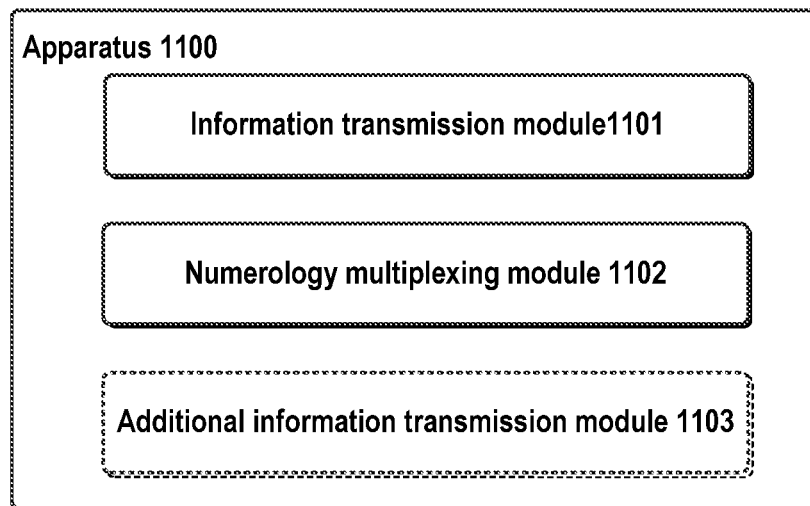 Apparatus 1100
Information transmission module1101
Numerology multiplexing module 1102
Additional information transmission module 1103